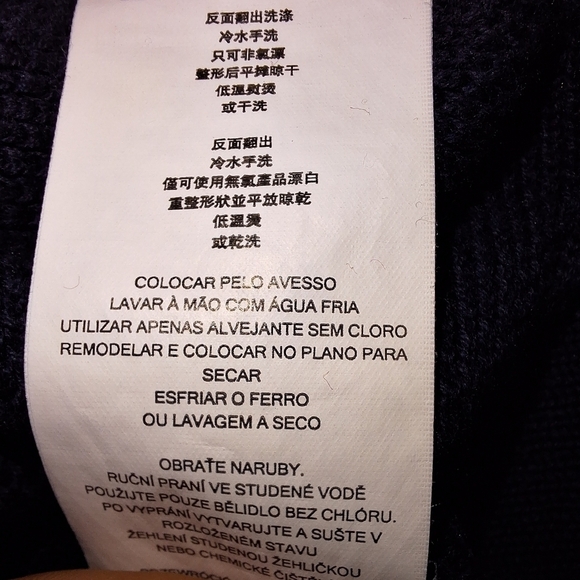 反面翻出洗涤
冷水手洗
只可非氯漂
整形后平摊晾干
低温熨烫
或干洗
反面翻出
冷水手洗
僅可使用無氯產品漂白
重整形狀並平放晾乾
低溫燙
或乾洗
COLOCAR PELO AVESSO
LAVAR À MÃO COM ÁGUA FRIA
UTILIZAR APENAS ALVEJANTE SEM CLORO
REMODELAR E COLOCAR NO PLANO PARA
SECAR
ESFRIAR O FERRO
OU LAVAGEM A SECO
OBRAŤE NARUBY.
RUČNÍ PRANÍ VE STUDENÉ VODĚ
POUŽIJTE POUZE BĚLIDLO BEZ CHLÓRU.
PO VYPRÁNÍ VYTVARUJTE A SUŠTE V
ROZLOŽENÉM STAVU
ŽEHLENÍ STUDENOU ŽEHLIČKOU
NEBO CHEMICKÉ ČIŠTĚNÍ